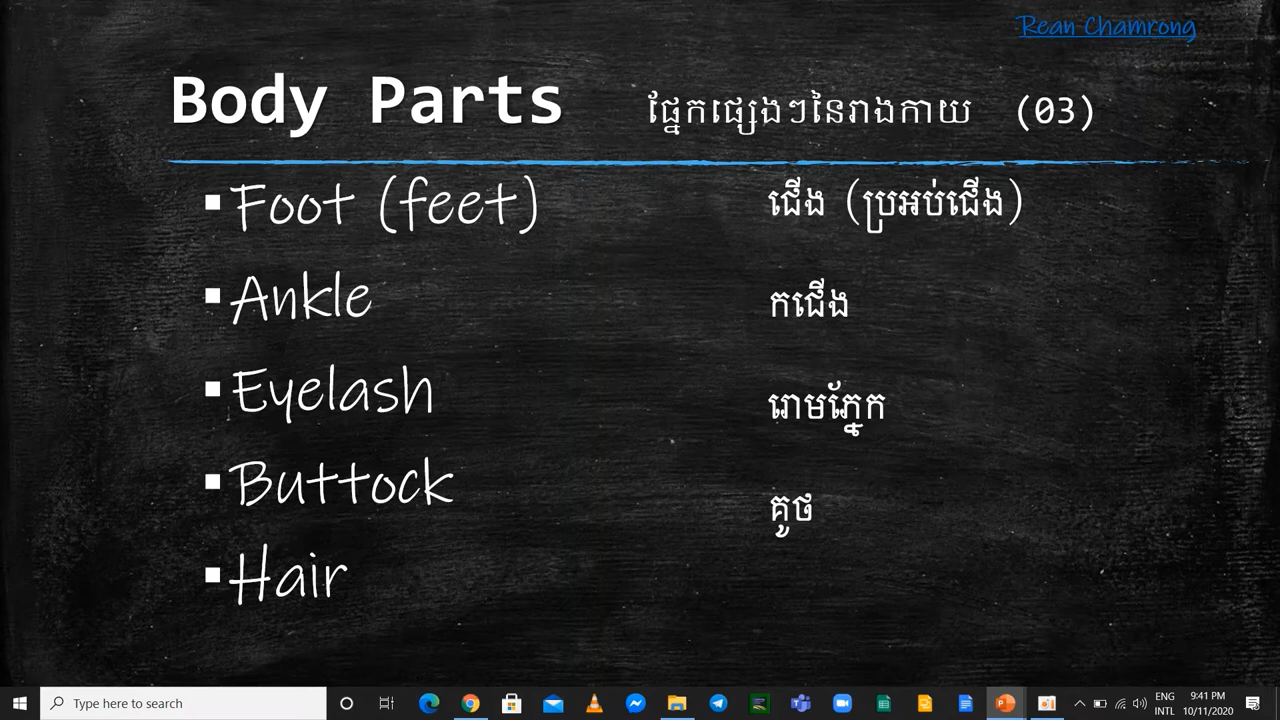 Rean Chamrong
Body Parts ផ្នែកផ្សេងៗនៃរាងកាយ (03)
▪Foot (feet) ជើង (ប្រអប់ជើង)
▪Ankle កជើង
▪Eyelash រោមភ្នែក
▪Buttock គូថ
▪Hair
Type here to search
ENG 9:41 PM
INTL 10/11/2020